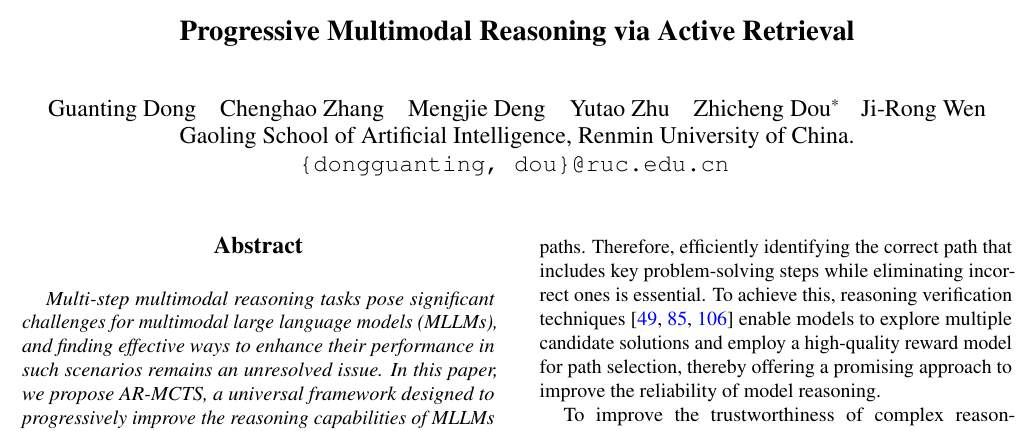 Progressive Multimodal Reasoning via Active Retrieval
Guanting Dong Chenghao Zhang Mengjie Deng Yutao Zhu Zhicheng Dou* Ji-Rong Wen
Gaoling School of Artificial Intelligence, Renmin University of China.
{dongguanting, dou}@ruc.edu.cn
Abstract
Multi-step multimodal reasoning tasks pose significant
challenges for multimodal large language models (MLLMs),
and finding effective ways to enhance their performance in
such scenarios remains an unresolved issue. In this paper,
we propose AR-MCTS, a universal framework designed to
progressively improve the reasoning capabilities of MLLMs
paths. Therefore, efficiently identifying the correct path that
includes key problem-solving steps while eliminating incor-
rect ones is essential. To achieve this, reasoning verification
techniques [49, 85, 106] enable models to explore multiple
candidate solutions and employ a high-quality reward model
for path selection, thereby offering a promising approach to
improve the reliability of model reasoning.
To improve the trustworthiness of complex reason-